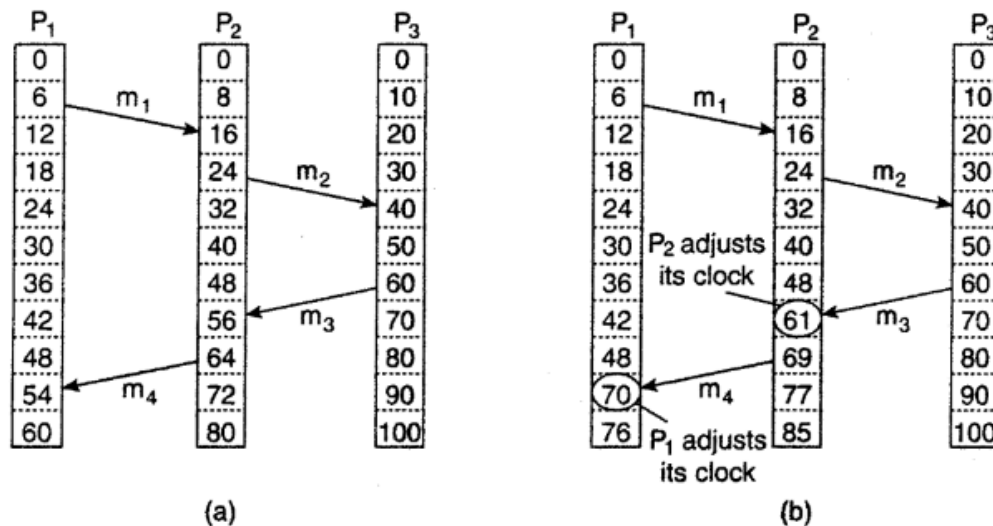 P1 P2 P3 P1 P2 P3
0 0 0 0 0 0
6 8 10 6 8 10
m1 m1
12 16 20 12 16 20
18 24 30 18 24 30
m2 m2
24 32 40 24 32 40
30 40 50 30 40 50
P2 adjusts
its clock
36 48 60 36 48 60
42 56 70 42 61 70
m3 m3
48 64 80 48 69 80
54 72 90 70 77 90
m4 m4
60 80 100 76 85 100
P1 adjusts
its clock
(a) (b)